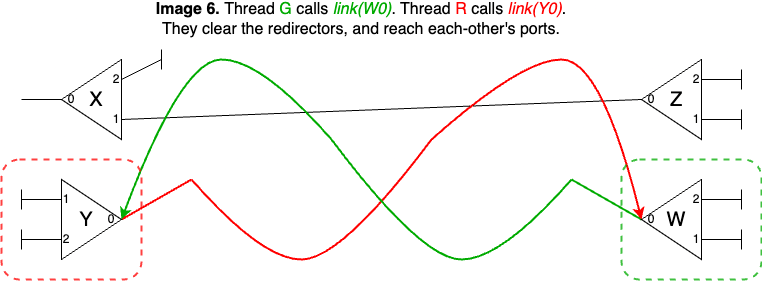 Image 6. Thread G calls link(W0). Thread R calls link(Y0).
They clear the redirectors, and reach each-other's ports.
2
0 X
1
2
0 Z
1
1
Y 0
2
2
0 W
1